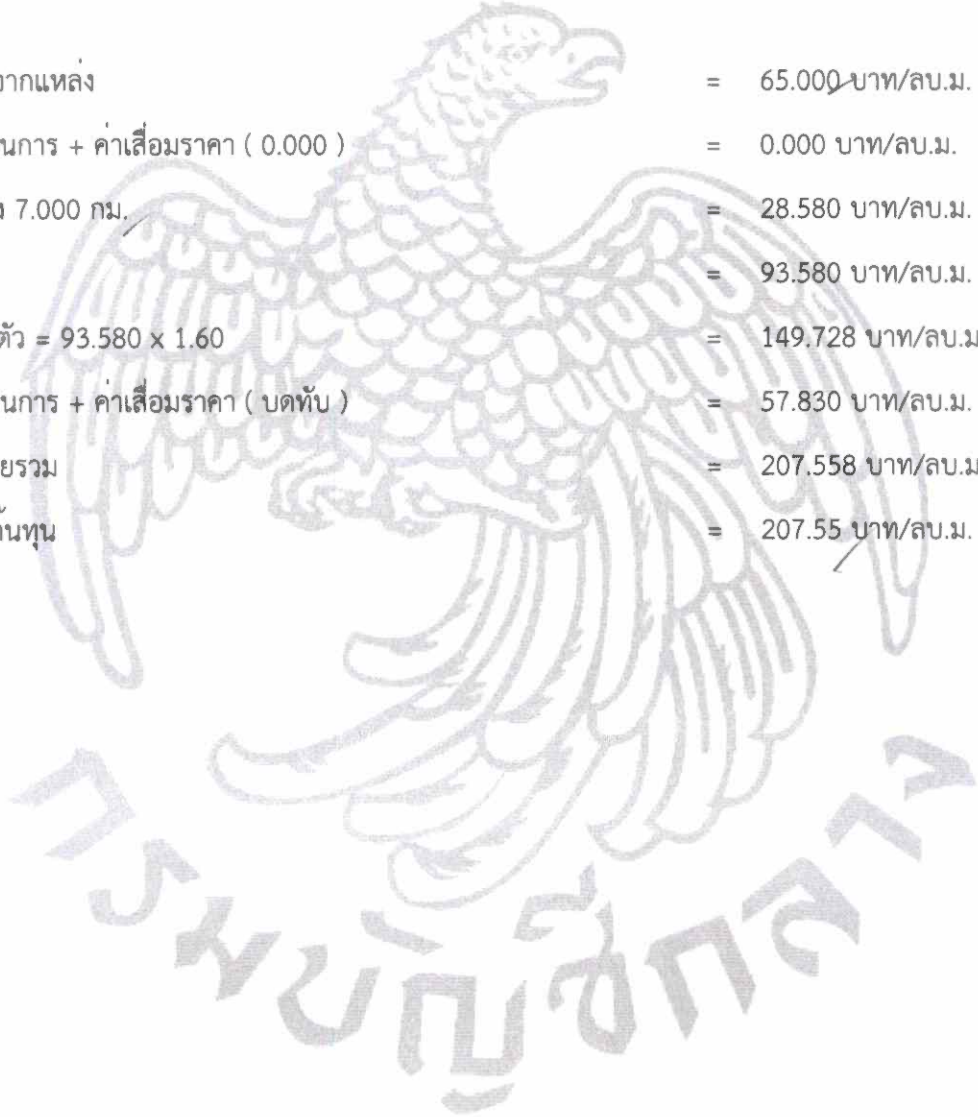 จากแหล่ง = 65.000 บาท/ลบ.ม.
นการ + ค่าเสื่อมราคา ( 0.000 ) = 0.000 บาท/ลบ.ม.
7.000 กม. = 28.580 บาท/ลบ.ม.
= 93.580 บาท/ลบ.ม.
ตัว = 93.580 x 1.60 = 149.728 บาท/ลบ.ม
นการ + ค่าเสื่อมราคา ( บดทับ ) = 57.830 บาท/ลบ.ม.
ยรวม = 207.558 บาท/ลบ.ม
ต้นทุน = 207.55 บาท/ลบ.ม.
กรมบัญชีกลาง